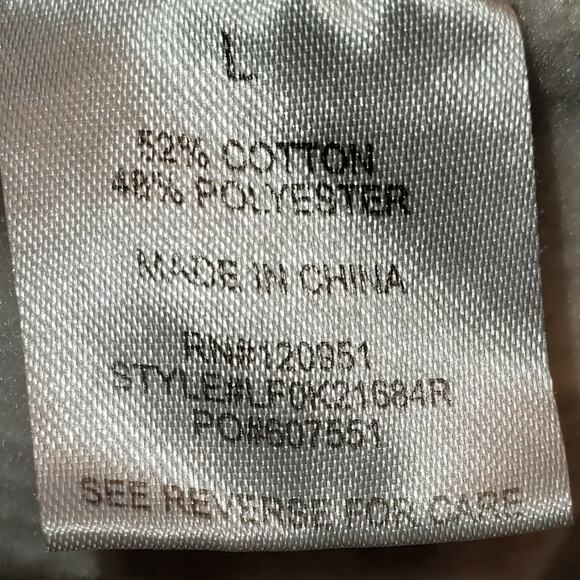 L
52% COTTON
48% POLYESTER
MADE IN CHINA
RN#120951
STYLE#LF0K21684R
PO#607551
SEE REVERSE FOR CARE